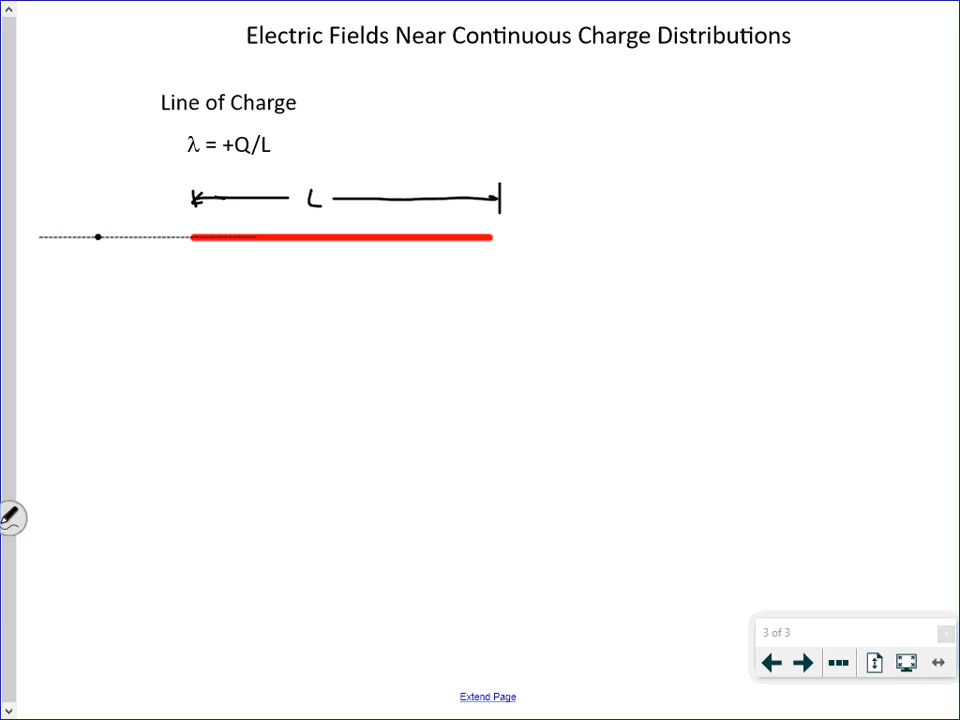 Electric Fields Near Continuous Charge Distributions
Line of Charge
λ = +Q/L
L
3 of 3
Extend Page